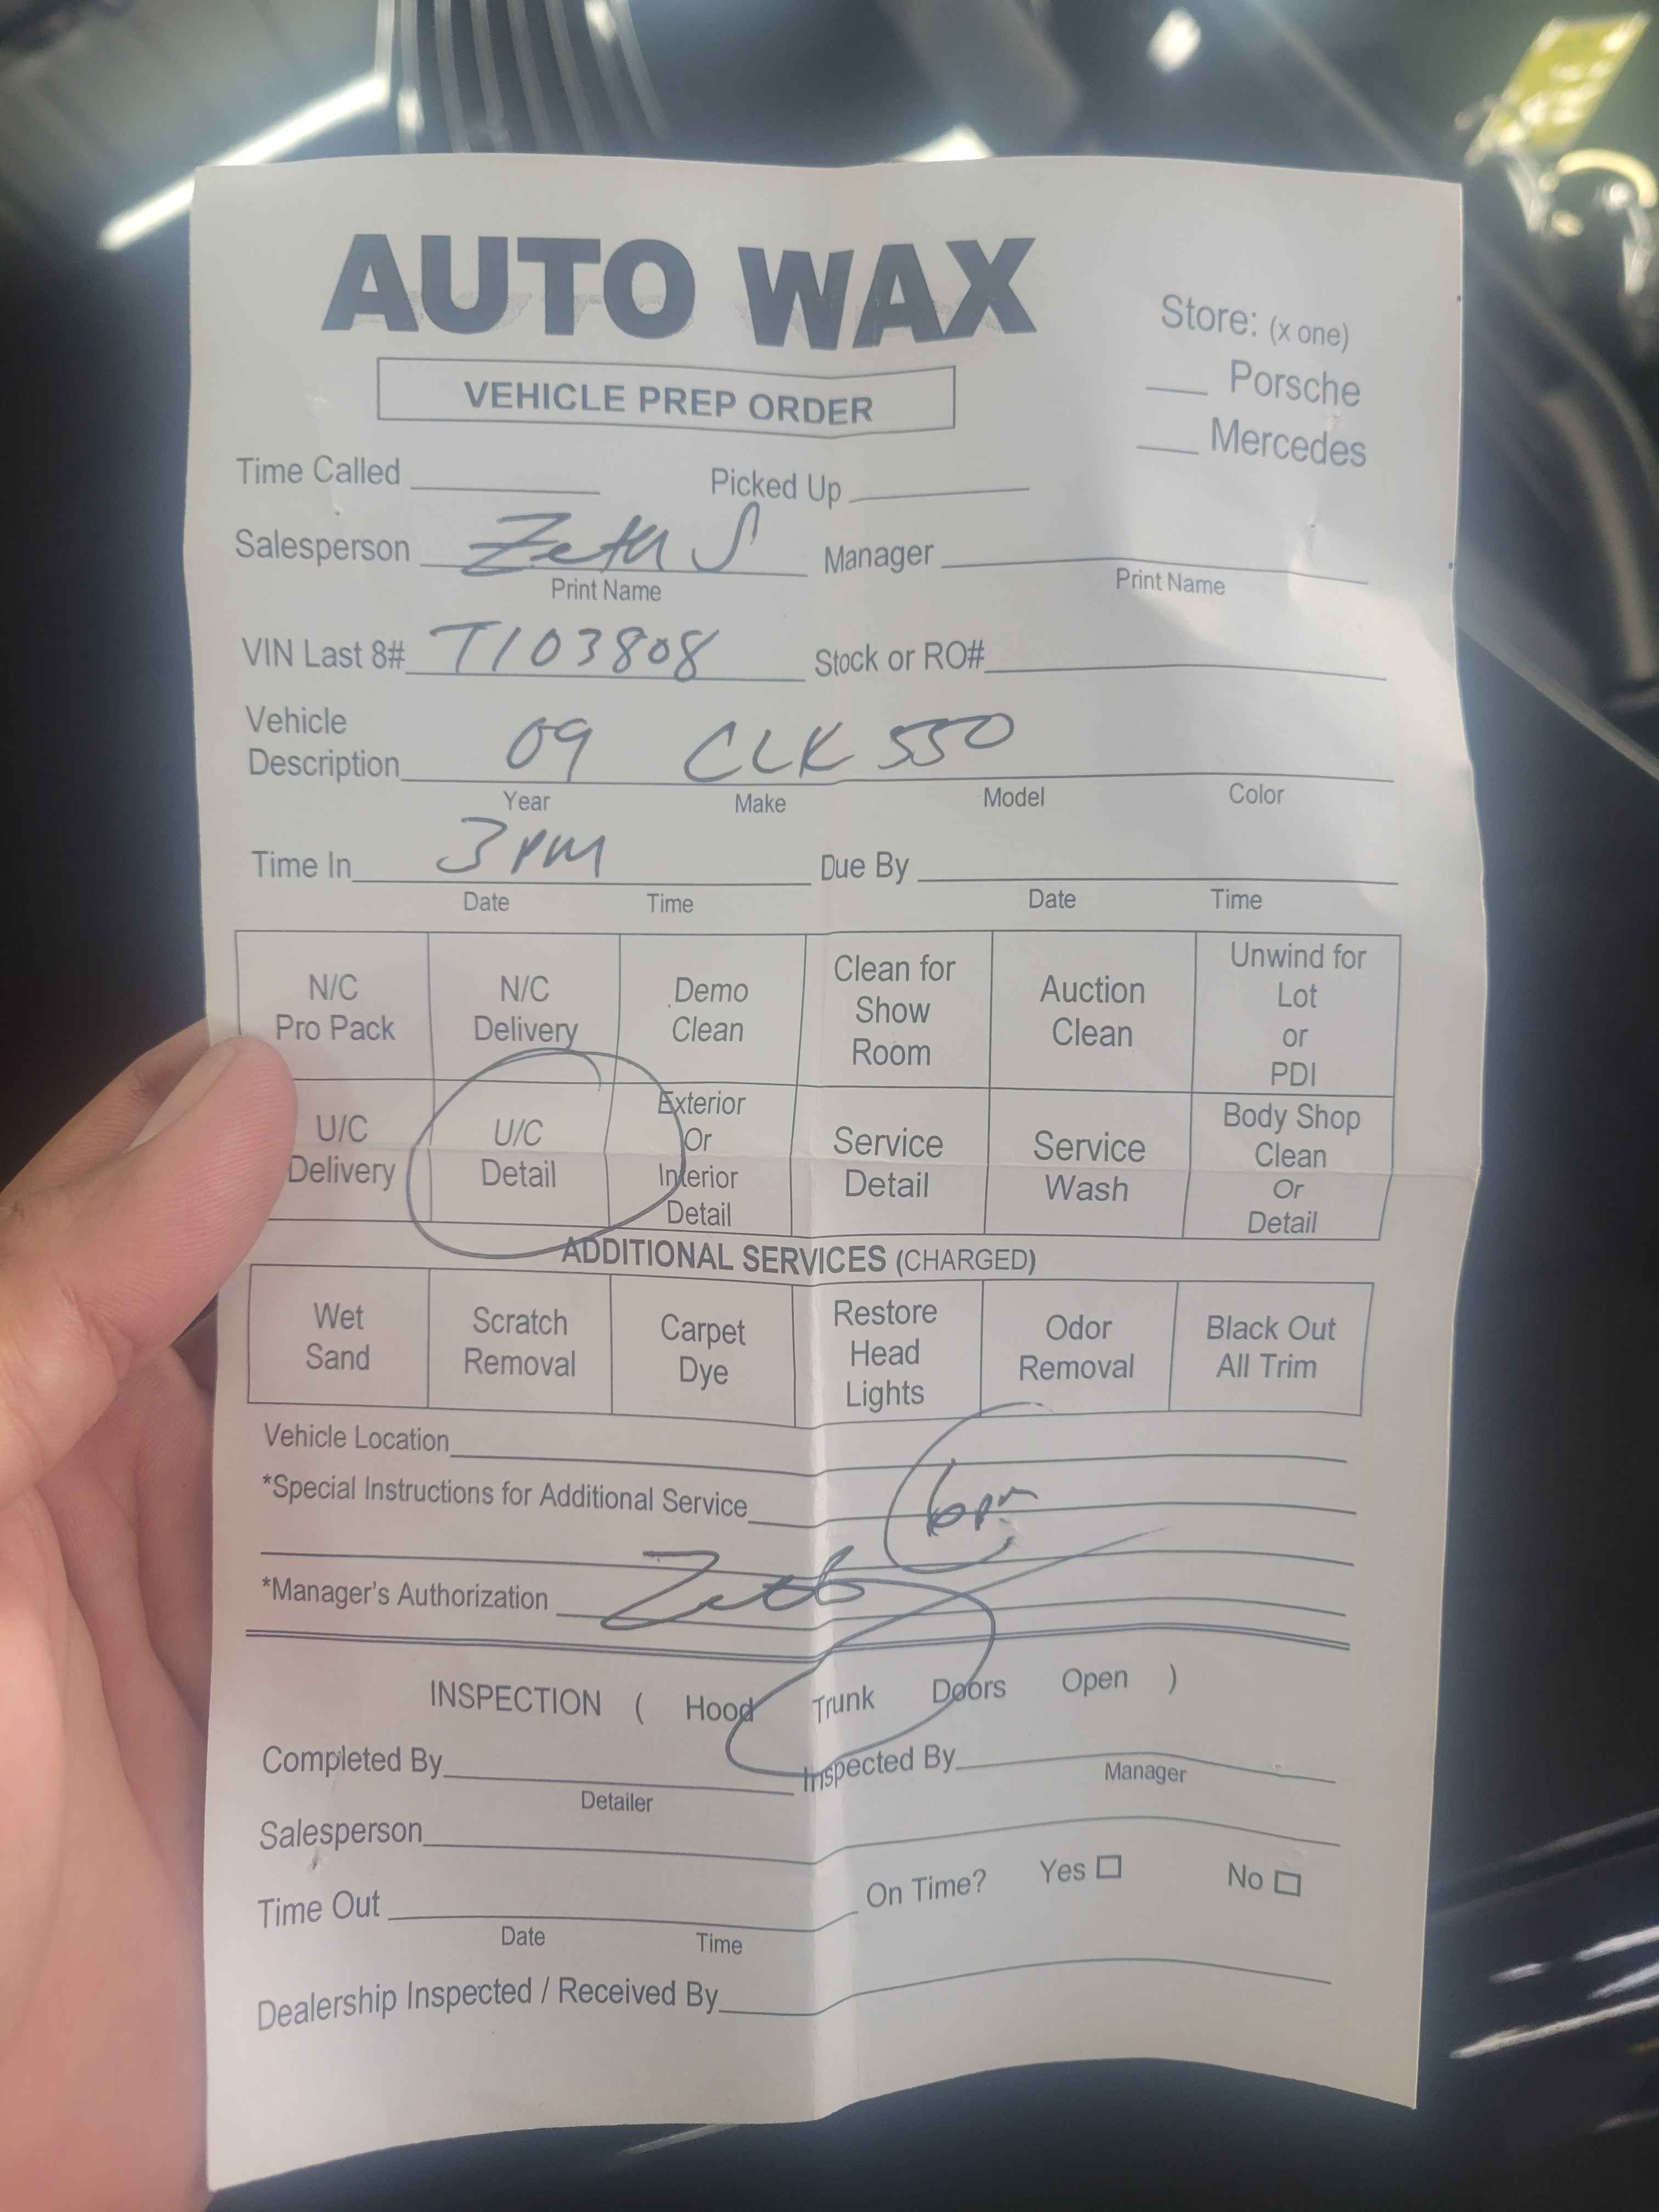 AUTO WAX
VEHICLE PREP ORDER
Store: (x one)
Porsche
Mercedes
Time Called Picked Up
Salesperson Zeth S Manager
Print Name Print Name
VIN Last 8# T103808 Stock or RO#
Vehicle
Description 09 CLK 550
Year Make Model Color
Time In 3 PM Due By
Date Time Date Time
N/C Pro Pack N/C Delivery Demo Clean Clean for Show Room Auction Clean Unwind for Lot or PDI
U/C Delivery U/C Detail Exterior Or Interior Detail Service Detail Service Wash Body Shop Clean Or Detail
ADDITIONAL SERVICES (CHARGED)
Wet Sand Scratch Removal Carpet Dye Restore Head Lights Odor Removal Black Out All Trim
Vehicle Location
*Special Instructions for Additional Service 6pm
*Manager's Authorization
INSPECTION ( Hood Trunk Doors Open )
Completed By Inspected By
Detailer Manager
Salesperson
On Time? Yes No
Time Out
Date Time
Dealership Inspected / Received By